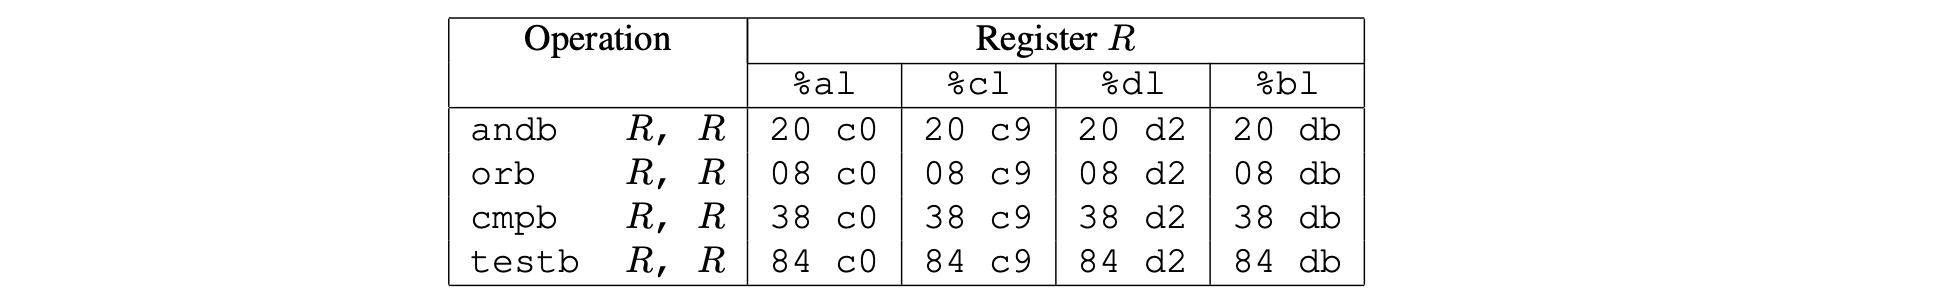 Operation Register R
%al %cl %dl %bl
andb R, R 20 c0 20 c9 20 d2 20 db
orb R, R 08 c0 08 c9 08 d2 08 db
cmpb R, R 38 c0 38 c9 38 d2 38 db
testb R, R 84 c0 84 c9 84 d2 84 db